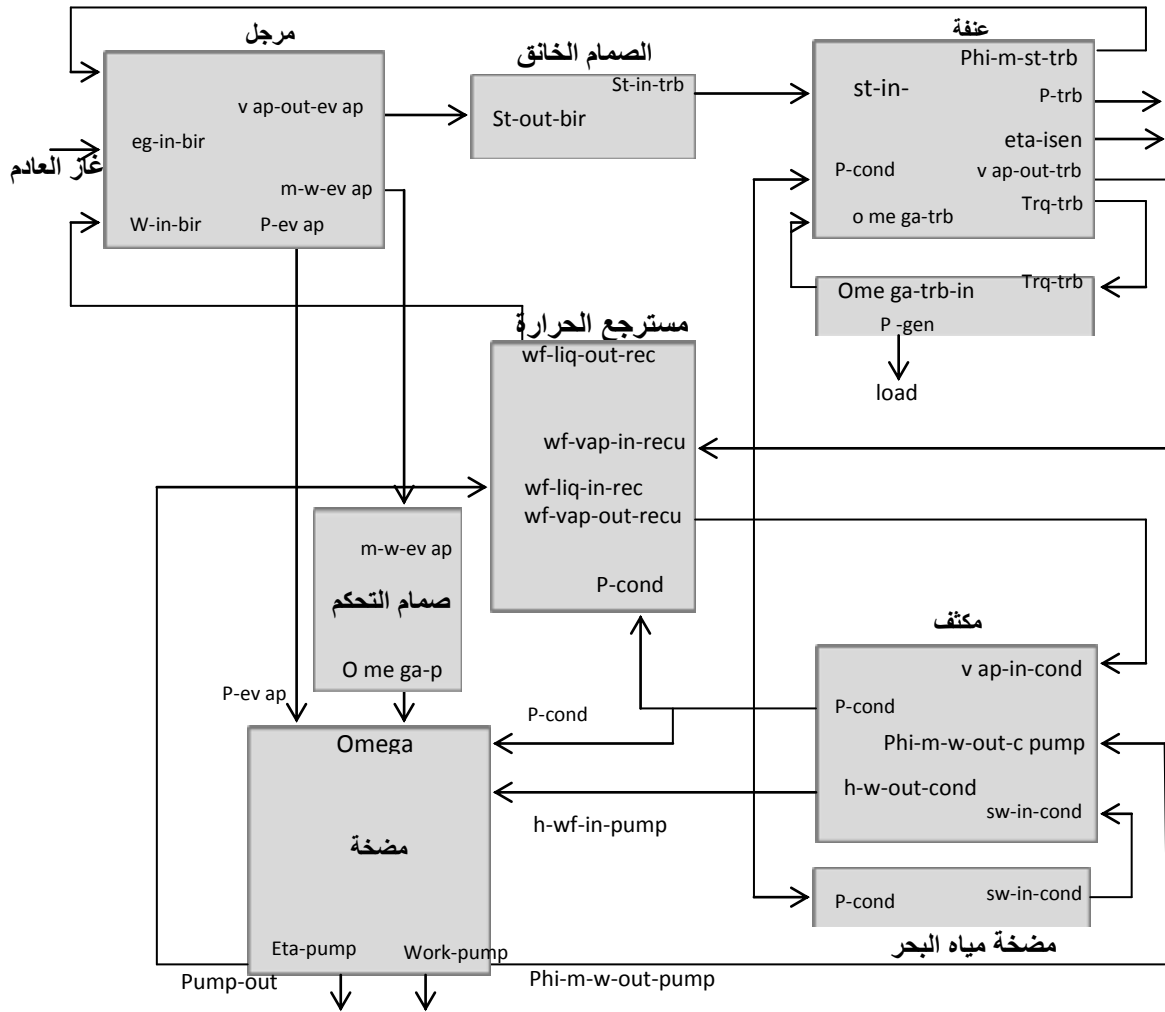 مرجل
v ap-out-ev ap
eg-in-bir
غاز العادم
m-w-ev ap
W-in-bir
P-ev ap
الصمام الخانق
St-in-trb
St-out-bir
عنفة
Phi-m-st-trb
st-in-
P-trb
eta-isen
P-cond
v ap-out-trb
Trq-trb
o me ga-trb
Ome ga-trb-in
Trq-trb
P -gen
load
مسترجع الحرارة
wf-liq-out-rec
wf-vap-in-recu
wf-liq-in-rec
wf-vap-out-recu
P-cond
m-w-ev ap
صمام التحكم
O me ga-p
P-ev ap
P-cond
مكثف
v ap-in-cond
P-cond
Phi-m-w-out-c pump
h-w-out-cond
sw-in-cond
Omega
h-wf-in-pump
مضخة
P-cond
sw-in-cond
مضخة مياه البحر
Eta-pump
Work-pump
Pump-out
Phi-m-w-out-pump